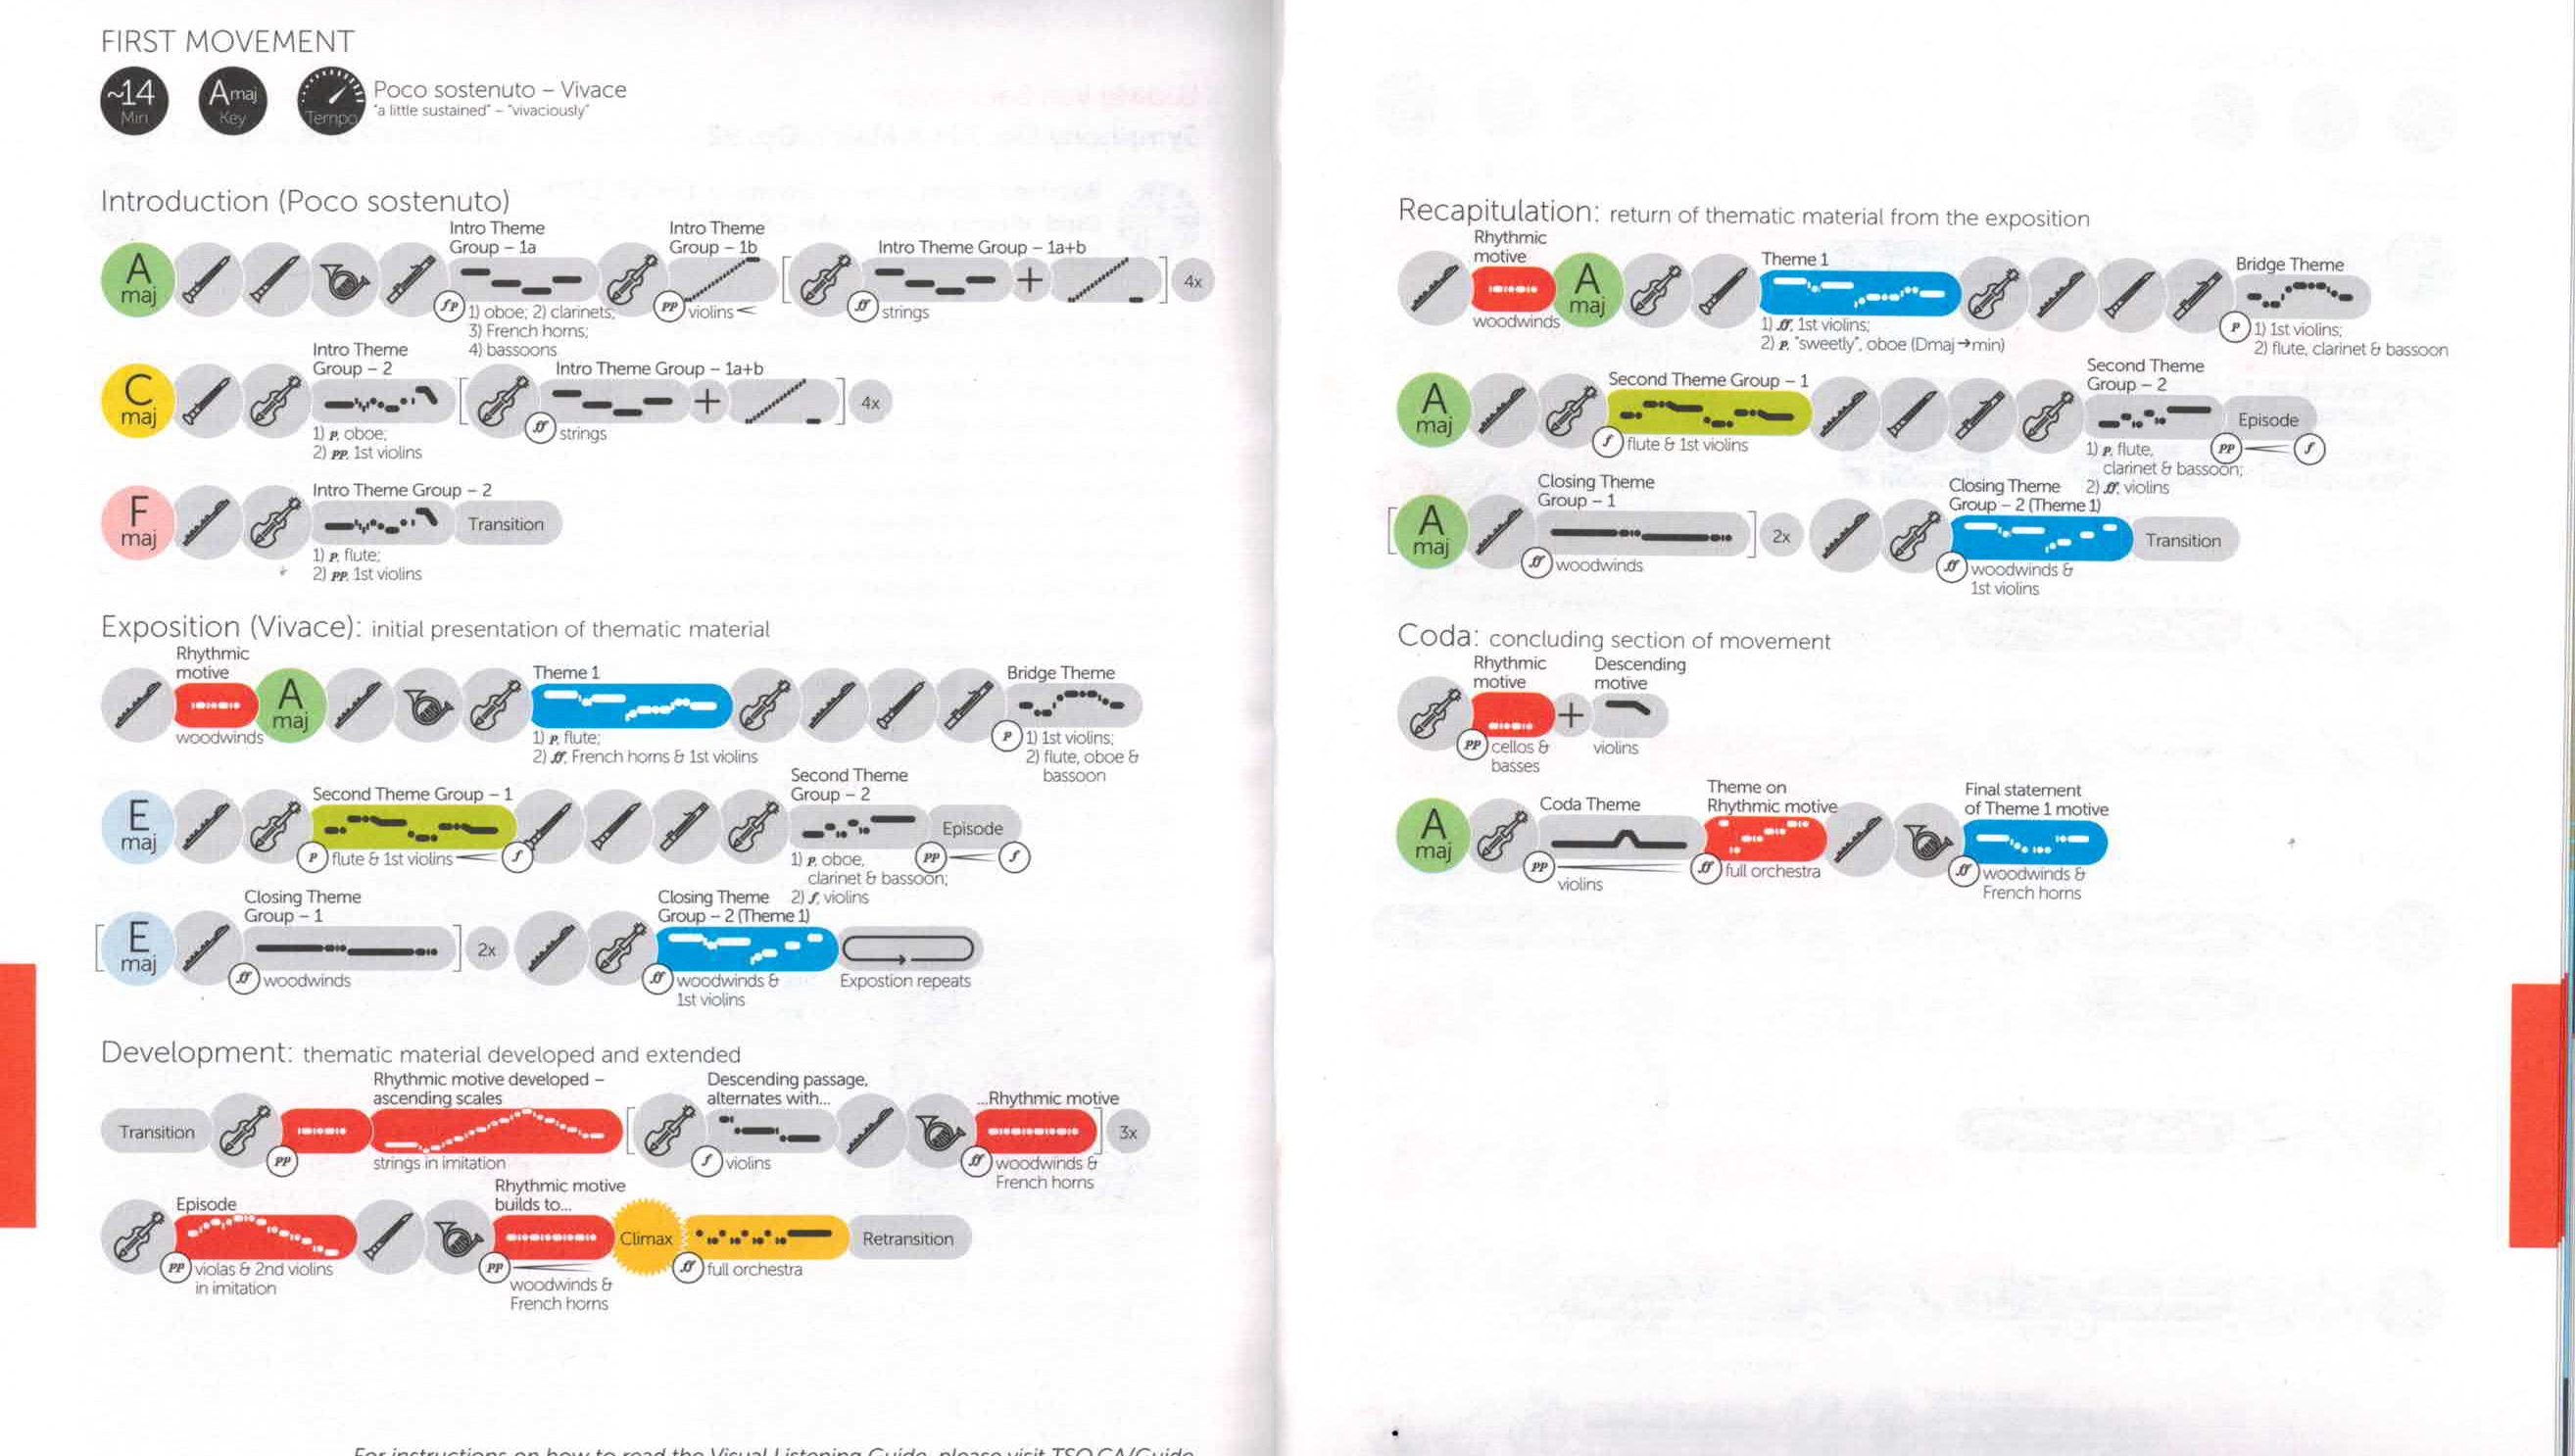 FIRST MOVEMENT
~14 Min
Amaj Key
Tempo
Poco sostenuto – Vivace
"a little sustained" – "vivaciously"
Introduction (Poco sostenuto)
A maj
Intro Theme
Group – 1a
fp 1) oboe; 2) clarinets;
3) French horns;
4) bassoons
Intro Theme
Group – 1b
pp violins <
Intro Theme Group – 1a+b
[ + ] 4x
ff strings
C maj
Intro Theme
Group – 2
1) p, oboe;
2) pp, 1st violins
Intro Theme Group – 1a+b
[ + ] 4x
ff strings
F maj
Intro Theme Group – 2
1) p, flute;
2) pp, 1st violins
Transition
Exposition (Vivace): initial presentation of thematic material
Rhythmic
motive
woodwinds
A maj
Theme 1
1) p, flute;
2) ff, French horns & 1st violins
Bridge Theme
p 1) 1st violins;
2) flute, oboe &
bassoon
E maj
Second Theme Group – 1
p flute & 1st violins f
Second Theme
Group – 2
1) p, oboe,
clarinet & bassoon;
2) f, violins
Episode
pp f
E maj
Closing Theme
Group – 1
ff woodwinds
2x
Closing Theme
Group – 2 (Theme 1)
ff woodwinds &
1st violins
Expostion repeats
Development: thematic material developed and extended
Transition
pp
Rhythmic motive developed –
ascending scales
strings in imitation
Descending passage,
alternates with...
f violins
...Rhythmic motive
ff woodwinds &
French horns
3x
Episode
pp violas & 2nd violins
in imitation
Rhythmic motive
builds to...
pp
woodwinds &
French horns
Climax
ff full orchestra
Retransition
For instructions on how to read the Visual Listening Guide, please visit TSO.CA/Guide
Recapitulation: return of thematic material from the exposition
Rhythmic
motive
woodwinds
A maj
Theme 1
1) ff, 1st violins;
2) p, "sweetly", oboe (Dmaj→min)
Bridge Theme
p 1) 1st violins;
2) flute, clarinet & bassoon
A maj
Second Theme Group – 1
f flute & 1st violins
Second Theme
Group – 2
1) p, flute,
clarinet & bassoon;
2) ff, violins
Episode
pp f
A maj
Closing Theme
Group – 1
ff woodwinds
2x
Closing Theme
Group – 2 (Theme 1)
ff woodwinds &
1st violins
Transition
Coda: concluding section of movement
Rhythmic
motive
pp cellos &
basses
+
Descending
motive
violins
A maj
Coda Theme
pp
violins
Theme on
Rhythmic motive
ff full orchestra
Final statement
of Theme 1 motive
ff woodwinds &
French horns